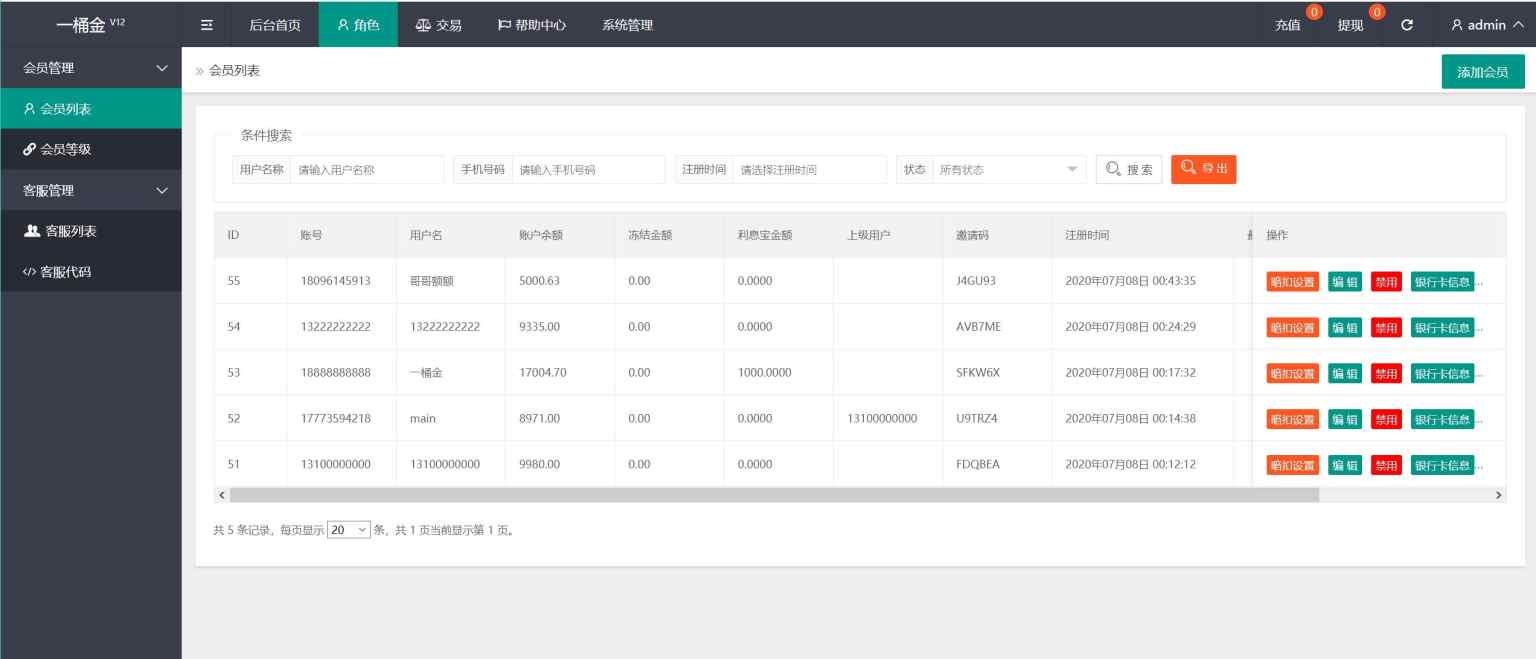 一桶金 V12
后台首页 角色 交易 帮助中心 系统管理 充值 0 提现 0 admin
会员管理
会员列表
会员等级
客服管理
客服列表
客服代码
会员列表 添加会员
条件搜索
用户名称 请输入用户名称 手机号码 请输入手机号码 注册时间 请选择注册时间 状态 所有状态 搜 索 导 出
ID 账号 用户名 账户余额 冻结金额 利息宝金额 上级用户 邀请码 注册时间 操作
55 18096145913 哥哥额额 5000.63 0.00 0.0000 J4GU93 2020年07月08日 00:43:35 暗扣设置 编 辑 禁用 银行卡信息...
54 13222222222 13222222222 9335.00 0.00 0.0000 AVB7ME 2020年07月08日 00:24:29 暗扣设置 编 辑 禁用 银行卡信息...
53 18888888888 一桶金 17004.70 0.00 1000.0000 SFKW6X 2020年07月08日 00:17:32 暗扣设置 编 辑 禁用 银行卡信息...
52 17773594218 main 8971.00 0.00 0.0000 13100000000 U9TRZ4 2020年07月08日 00:14:38 暗扣设置 编 辑 禁用 银行卡信息...
51 13100000000 13100000000 9980.00 0.00 0.0000 FDQBEA 2020年07月08日 00:12:12 暗扣设置 编 辑 禁用 银行卡信息...
共 5 条记录，每页显示 20 条，共 1 页当前显示第 1 页。